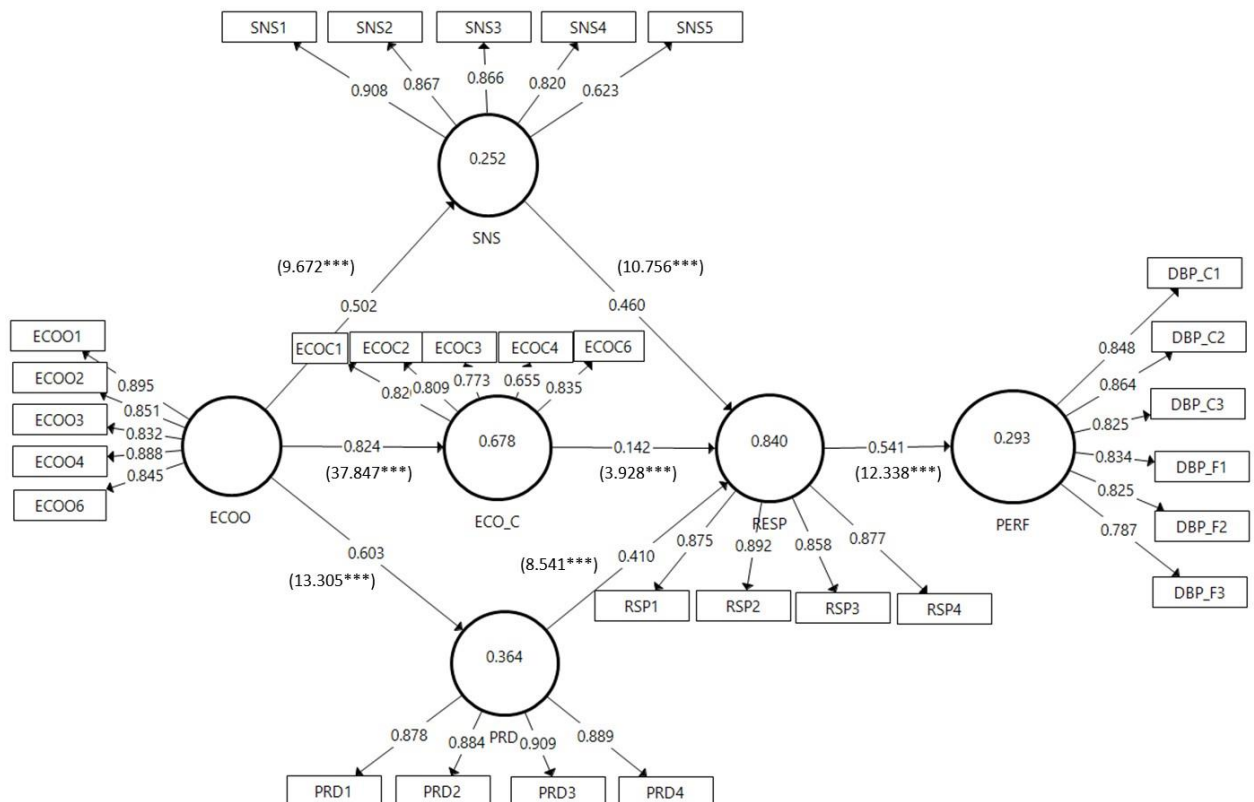 SNS1 SNS2 SNS3 SNS4 SNS5
0.908 0.867 0.866 0.820 0.623
0.252
SNS
(9.672***) (10.756***)
0.502 0.460
ECOO1
ECOO2
ECOO3
ECOO4
ECOO6
0.895
0.851
0.832
0.888
0.845
ECOO
ECOC1 ECOC2 ECOC3 ECOC4 ECOC6
0.809 0.773 0.655 0.835
0.824
(37.847***)
0.678
ECO_C
0.142
(3.928***)
0.840
RESP
0.541
(12.338***)
0.293
PERF
0.848
0.864
0.825
0.834
0.825
0.787
DBP_C1
DBP_C2
DBP_C3
DBP_F1
DBP_F2
DBP_F3
0.875 0.892 0.858 0.877
RSP1 RSP2 RSP3 RSP4
0.603
(13.305***)
(8.541***)
0.410
0.364
PRD
0.878 0.884 0.909 0.889
PRD1 PRD2 PRD3 PRD4